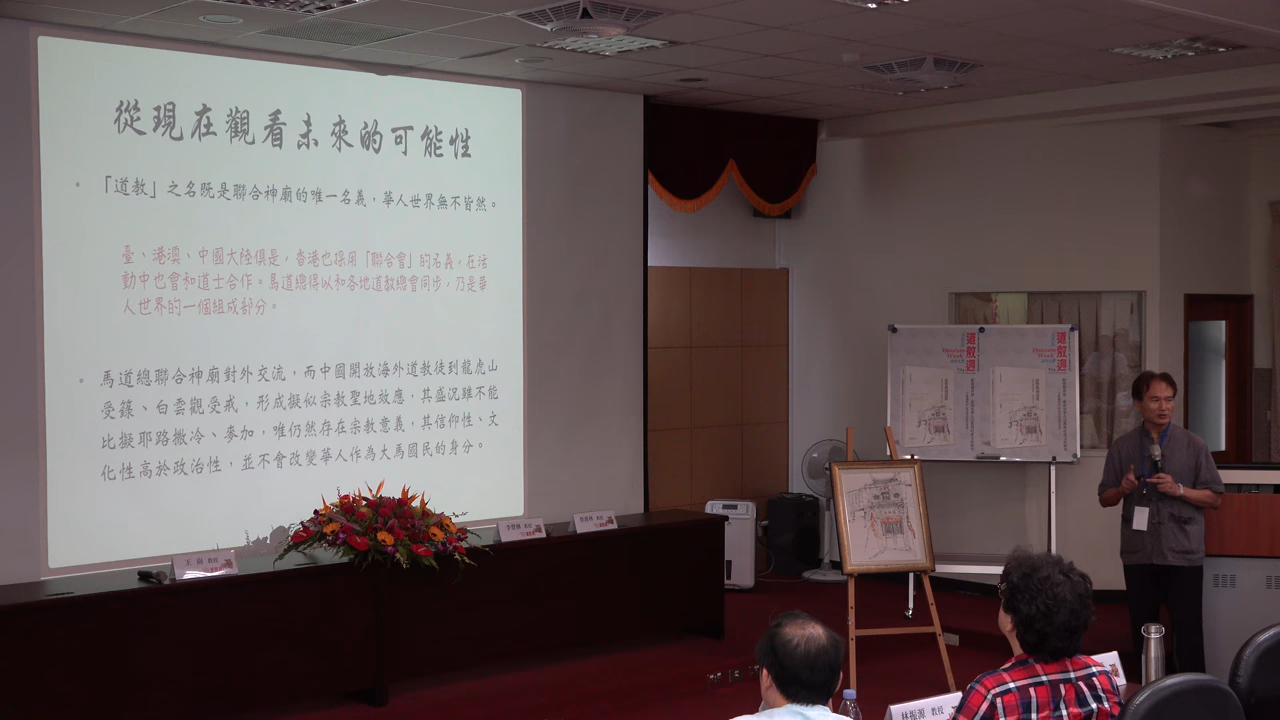 從現在觀看未來的可能性
• 「道教」之名既是聯合神廟的唯一名義，華人世界無不皆然。
臺、港澳、中國大陸俱是，香港也採用「聯合會」的名義，在活
動中也會和道士合作。馬道總得以和各地道教總會同步，乃是華
人世界的一個組成部分。
• 馬道總聯合神廟對外交流，而中國開放海外道教徒到龍虎山
受籙、白雲觀受戒，形成擬似宗教聖地效應，其盛況雖不能
比擬耶路撒冷、麥加，唯仍然存在宗教意義，其信仰性、文
化性高於政治性，並不會改變華人作為大馬國民的身分。
道教週
道教週
林振源 教授